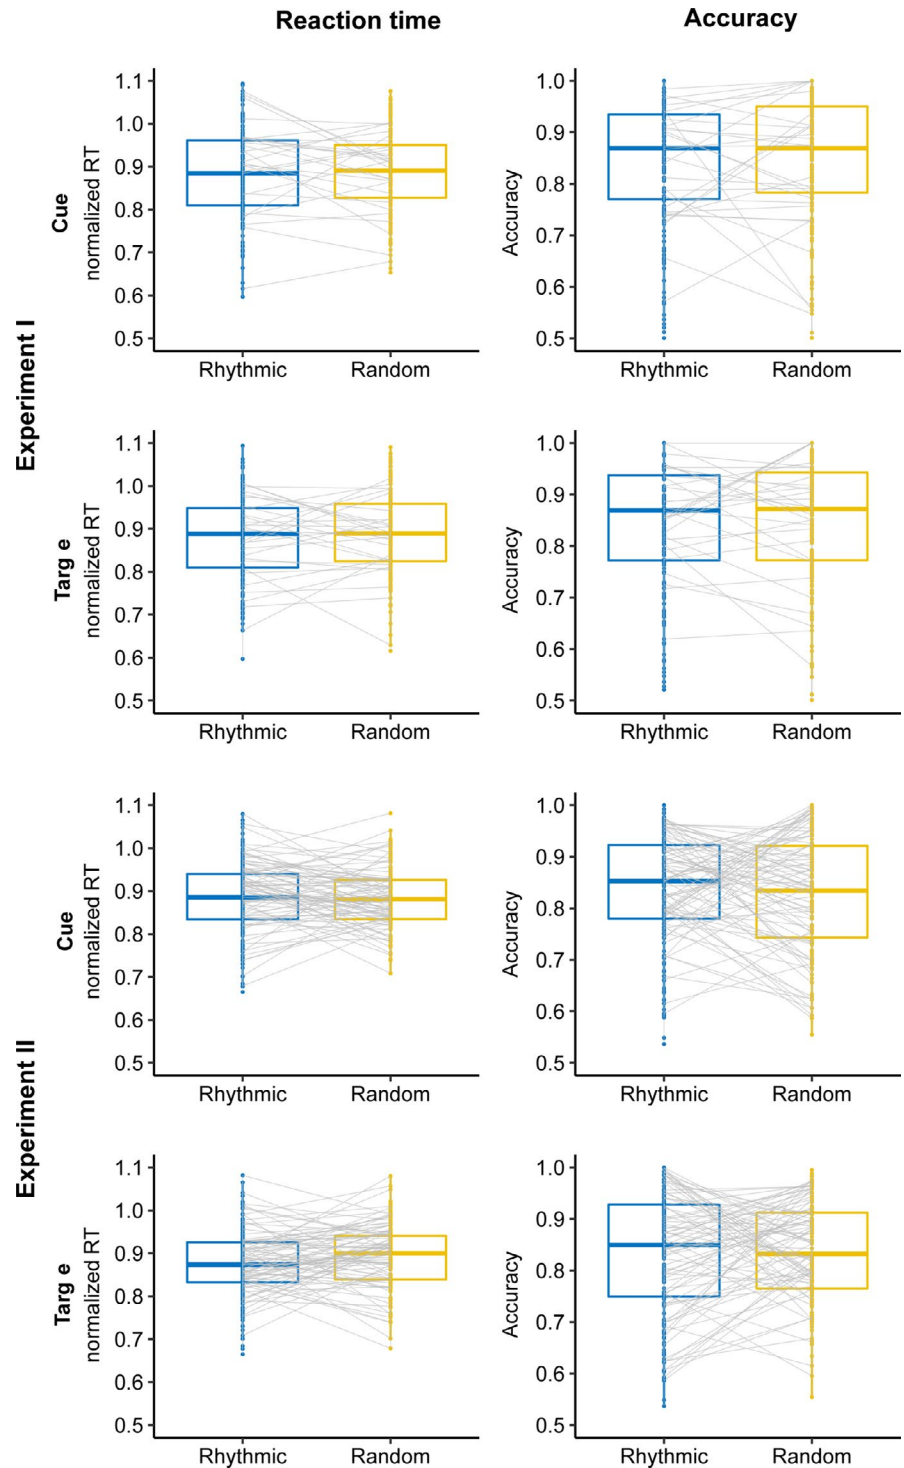 Reaction time
Accuracy
Experiment I
Cue
normalized RT
1.1
1.0
0.9
0.8
0.7
0.6
0.5
Rhythmic
Random
Accuracy
1.0
0.9
0.8
0.7
0.6
0.5
Rhythmic
Random
Targ e
normalized RT
1.1
1.0
0.9
0.8
0.7
0.6
0.5
Rhythmic
Random
Accuracy
1.0
0.9
0.8
0.7
0.6
0.5
Rhythmic
Random
Experiment II
Cue
normalized RT
1.1
1.0
0.9
0.8
0.7
0.6
0.5
Rhythmic
Random
Accuracy
1.0
0.9
0.8
0.7
0.6
0.5
Rhythmic
Random
Targ e
normalized RT
1.1
1.0
0.9
0.8
0.7
0.6
0.5
Rhythmic
Random
Accuracy
1.0
0.9
0.8
0.7
0.6
0.5
Rhythmic
Random